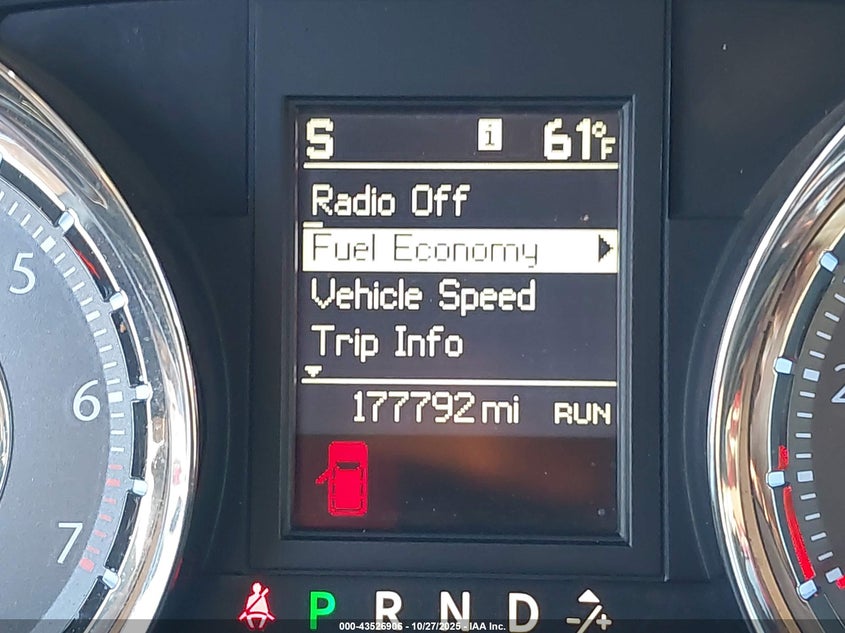 S i 61°F
Radio Off
Fuel Economy
Vehicle Speed
Trip Info
177792 mi RUN
5
6
7
P R N D -/+
000-43526906 - 10/27/2025 - IAA Inc.